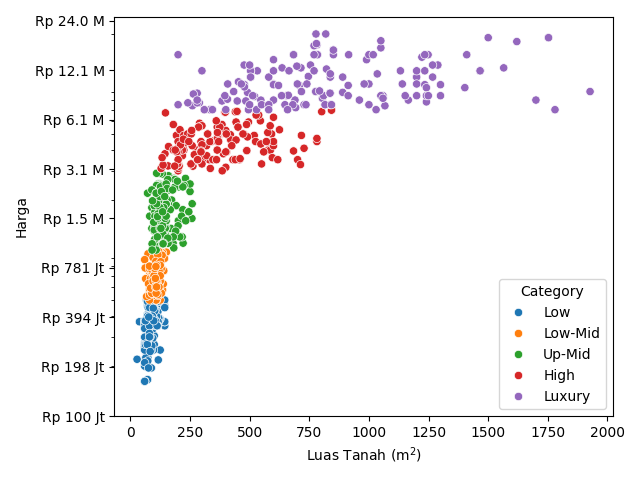 Rp 24.0 M
Rp 12.1 M
Rp 6.1 M
Rp 3.1 M
Rp 1.5 M
Rp 781 Jt
Rp 394 Jt
Rp 198 Jt
Rp 100 Jt
Harga
Category
Low
Low-Mid
Up-Mid
High
Luxury
0 250 500 750 1000 1250 1500 1750 2000
Luas Tanah (m²)